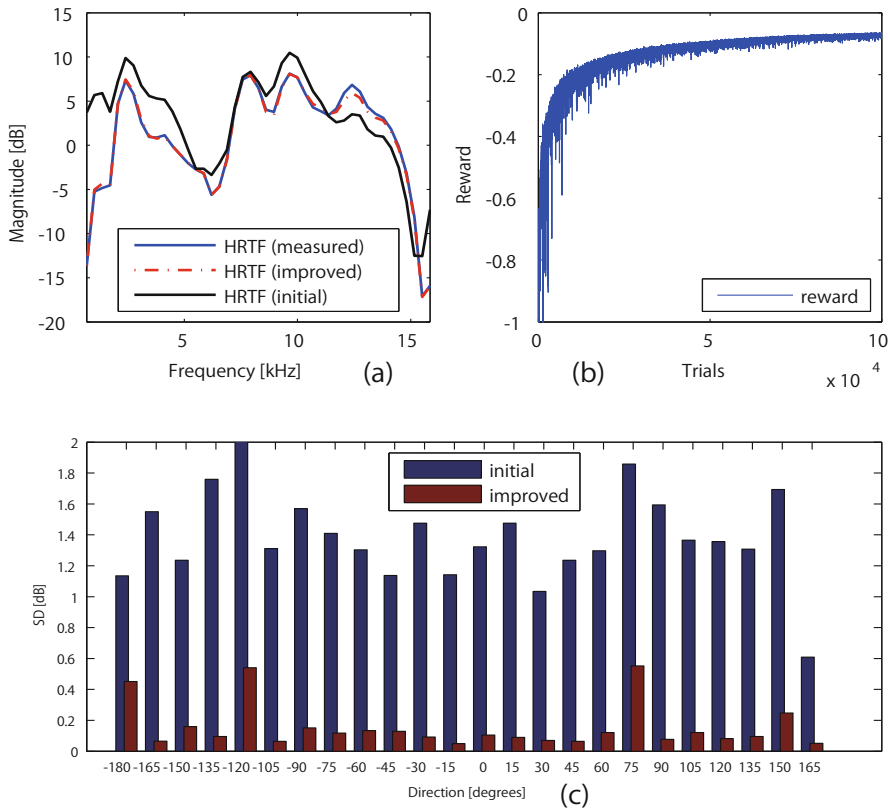 15
10
5
0
-5
-10
-15
-20
Magnitude [dB]
HRTF (measured)
HRTF (improved)
HRTF (initial)
5
10
15
Frequency [kHz]
(a)
-0
-0.2
-0.4
-0.6
-0.8
-1
Reward
reward
0
5
10
Trials
x 10 4
(b)
2
1.8
1.6
1.4
1.2
1
0.8
0.6
0.4
0.2
0
SD [dB]
initial
improved
-180 -165 -150 -135 -120 -105 -90 -75 -60 -45 -30 -15 0 15 30 45 60 75 90 105 120 135 150 165
Direction [degrees]
(c)